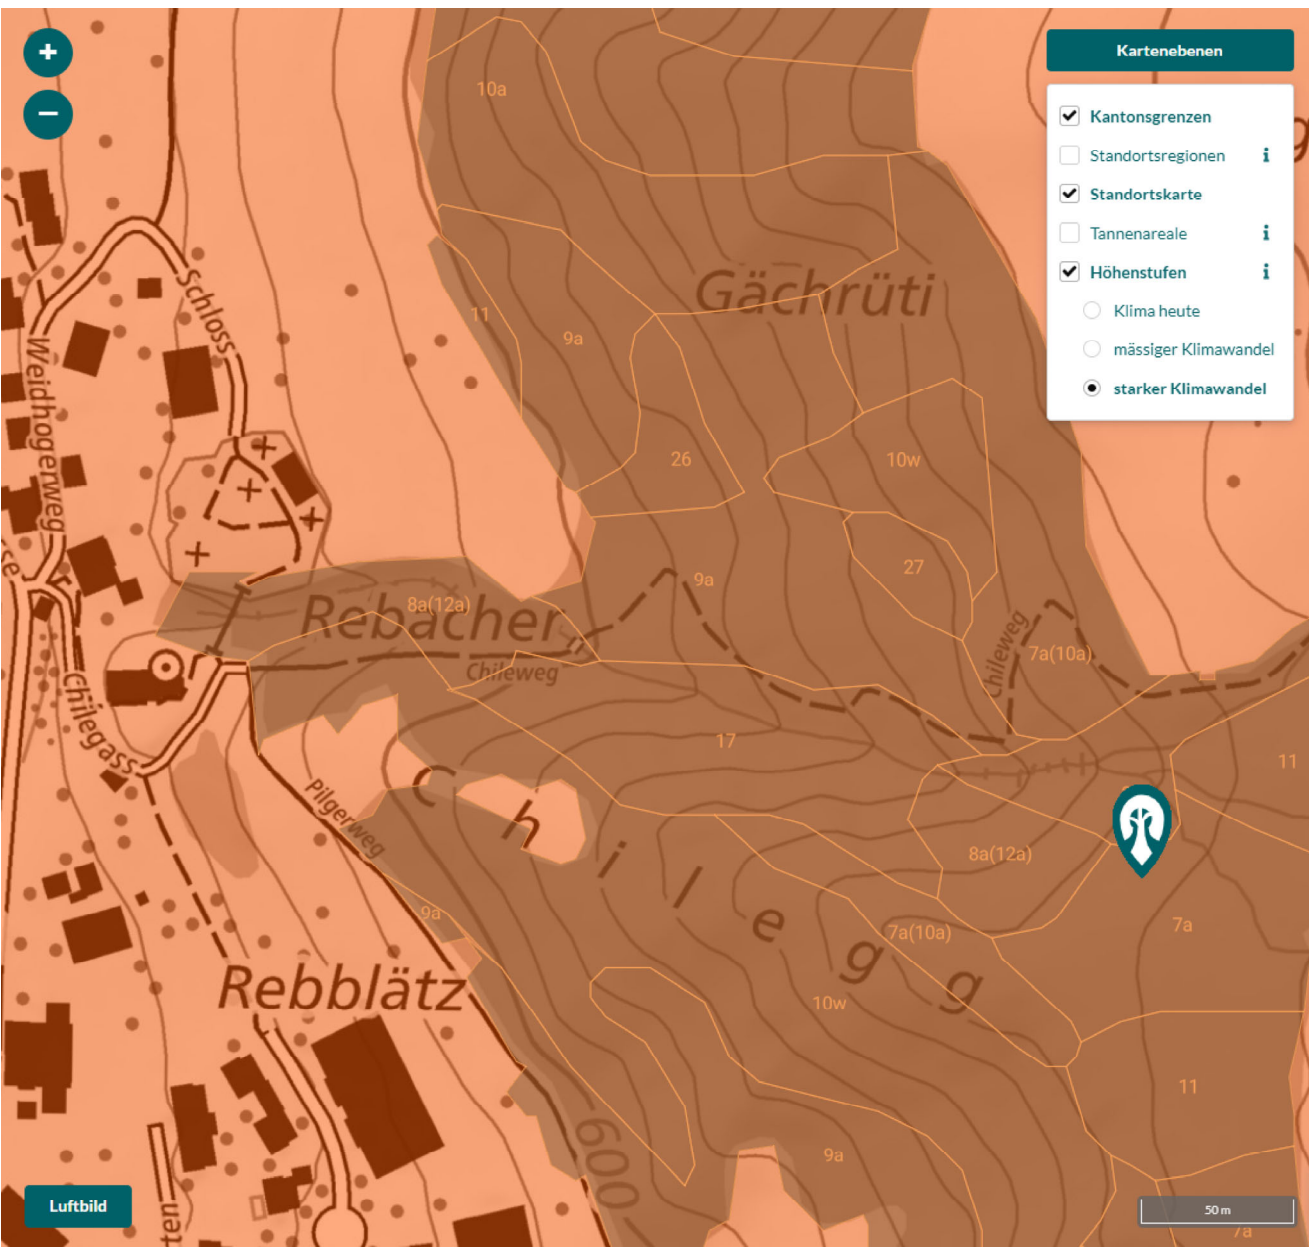 +
−
Kartenebenen
Kantonsgrenzen
Standortsregionen i
Standortskarte
Tannenareale i
Höhenstufen i
Klima heute
mässiger Klimawandel
starker Klimawandel
10a
Schloss
Gächrüti
11
9a
Weidhogerweg
26
10w
27
9a
8a(12a)
Rebacher
Chileweg
Chileweg
7a(10a)
Chilegass
17
11
Pilgerweg
Chilegg
8a(12a)
9a
7a(10a)
7a
Rebblätz
10w
11
600
9a
Luftbild
50 m
7a